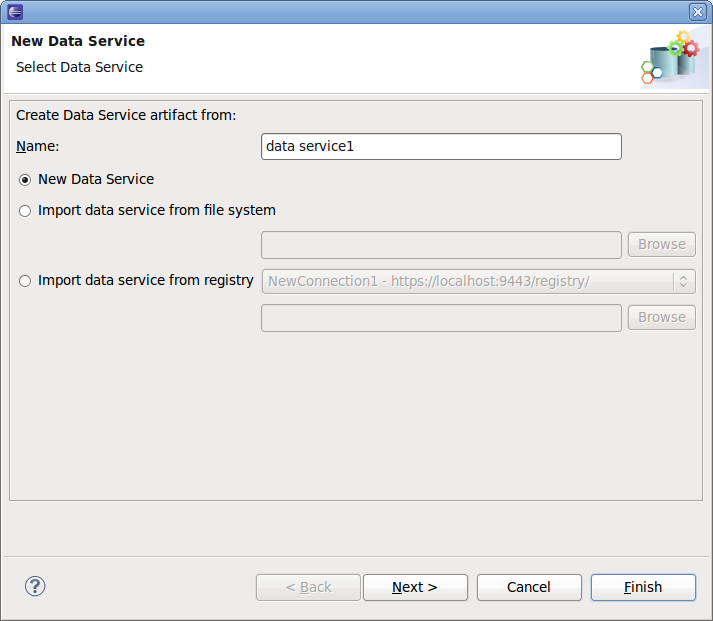 New Data Service
Select Data Service
Create Data Service artifact from:
Name: data service1
New Data Service
Import data service from file system
Browse
Import data service from registry NewConnection1 - https://localhost:9443/registry/
Browse
? < Back Next > Cancel Finish